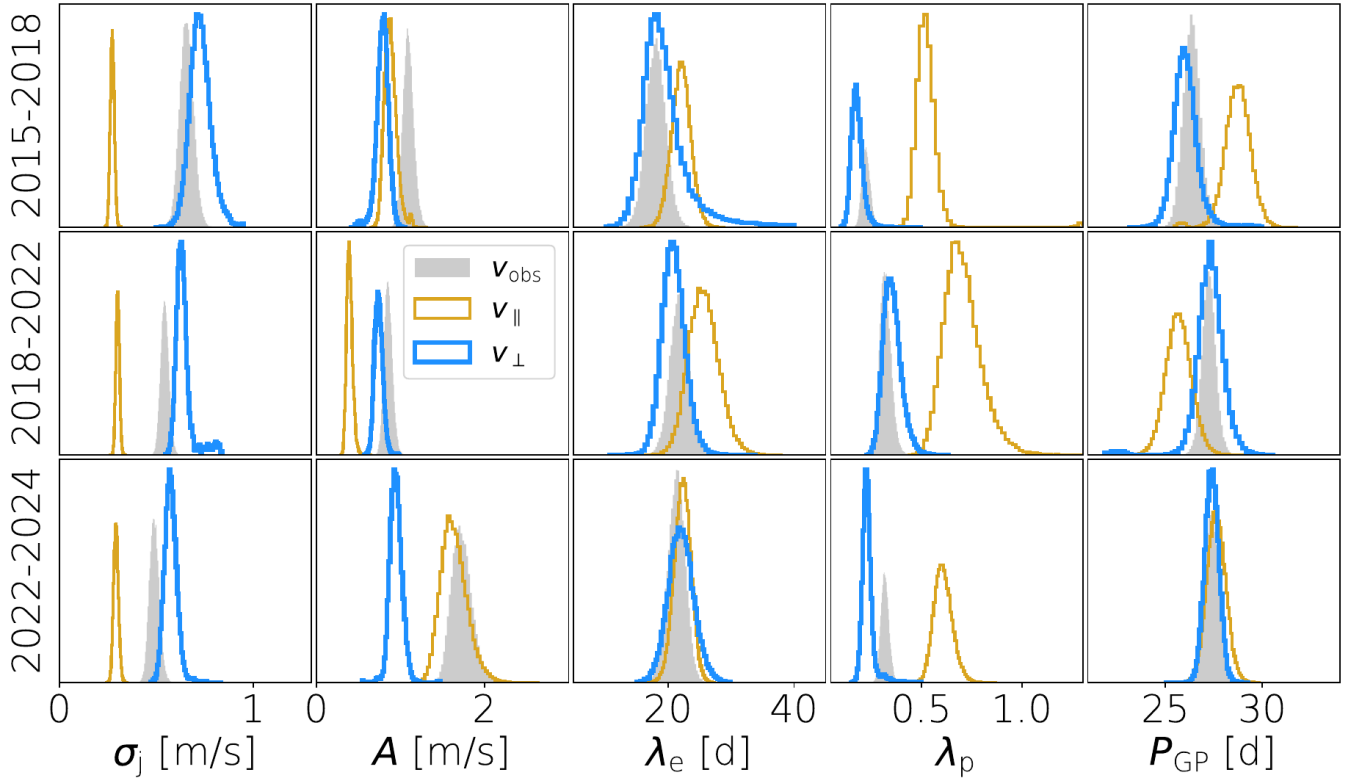 2015-2018
v_obs
v_∥
v_⊥
2018-2022
2022-2024
0 1 0 2 20 40 0.5 1.0 25 30
σ_j [m/s] A [m/s] λ_e [d] λ_p P_GP [d]